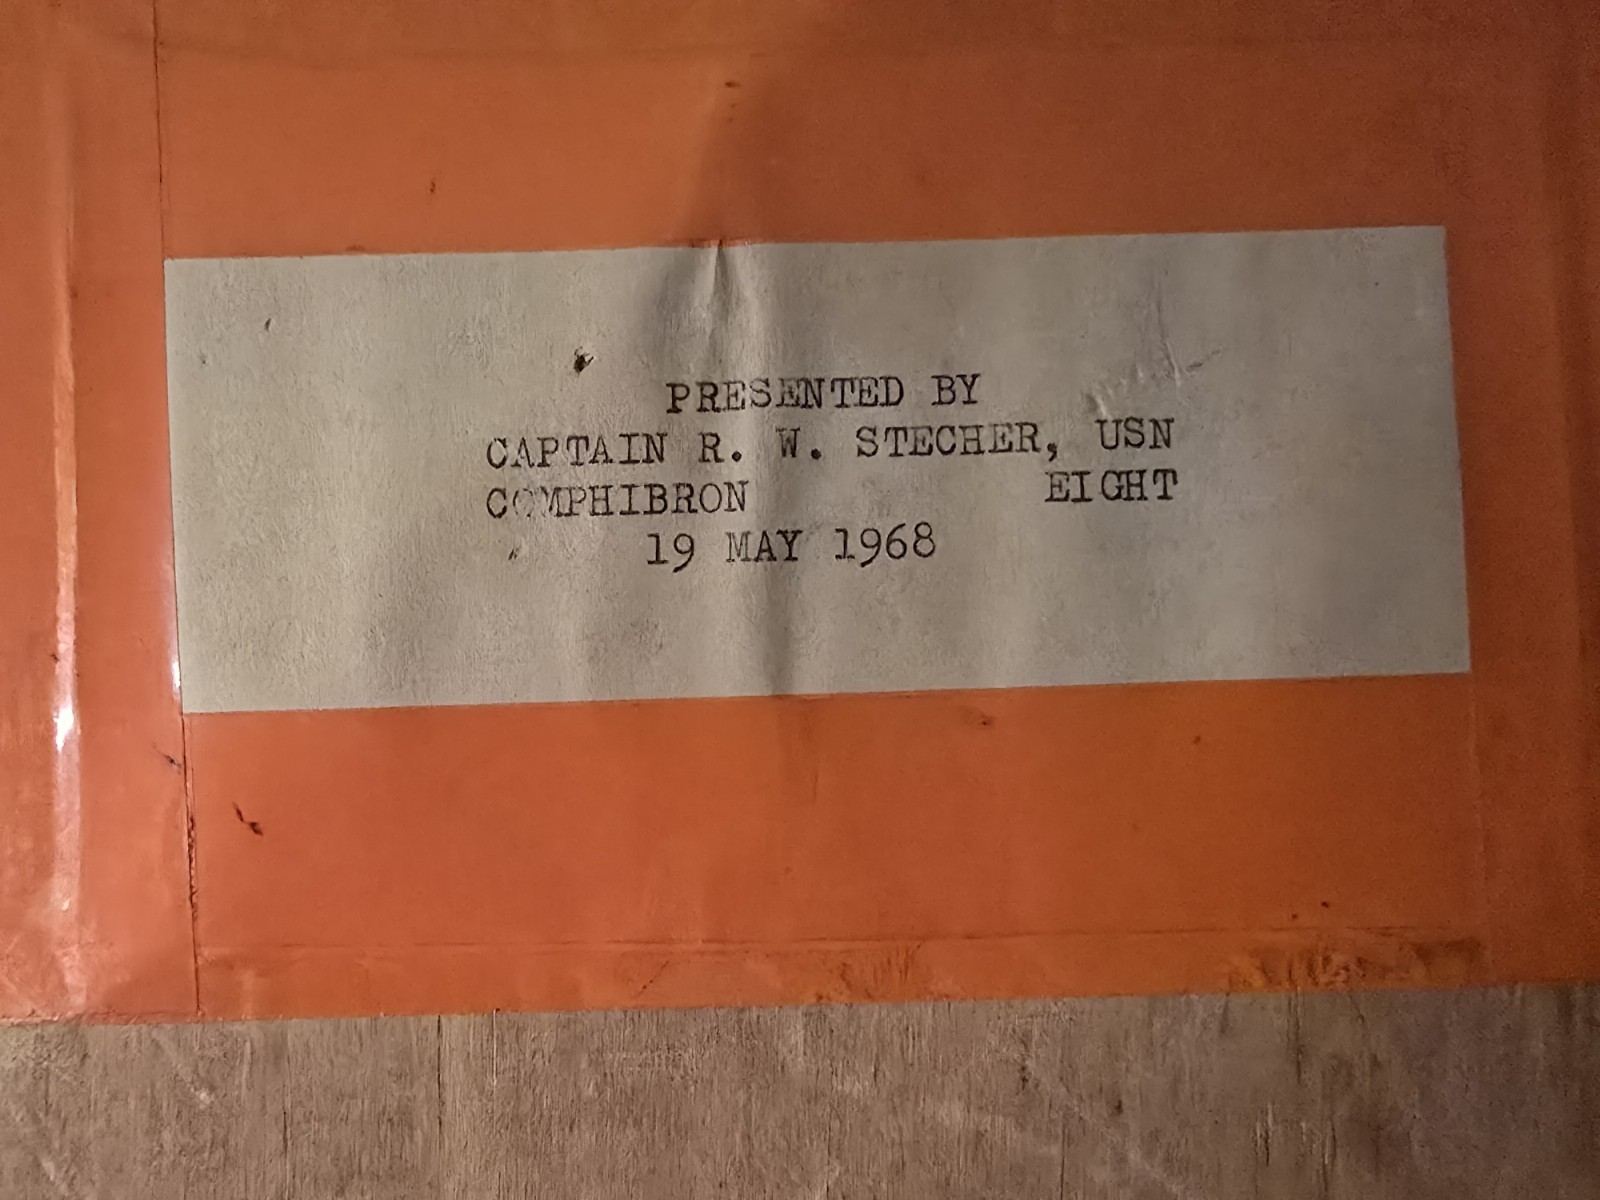 PRESENTED BY
CAPTAIN R. W. STECHER, USN
COMPHIBRON EIGHT
19 MAY 1968